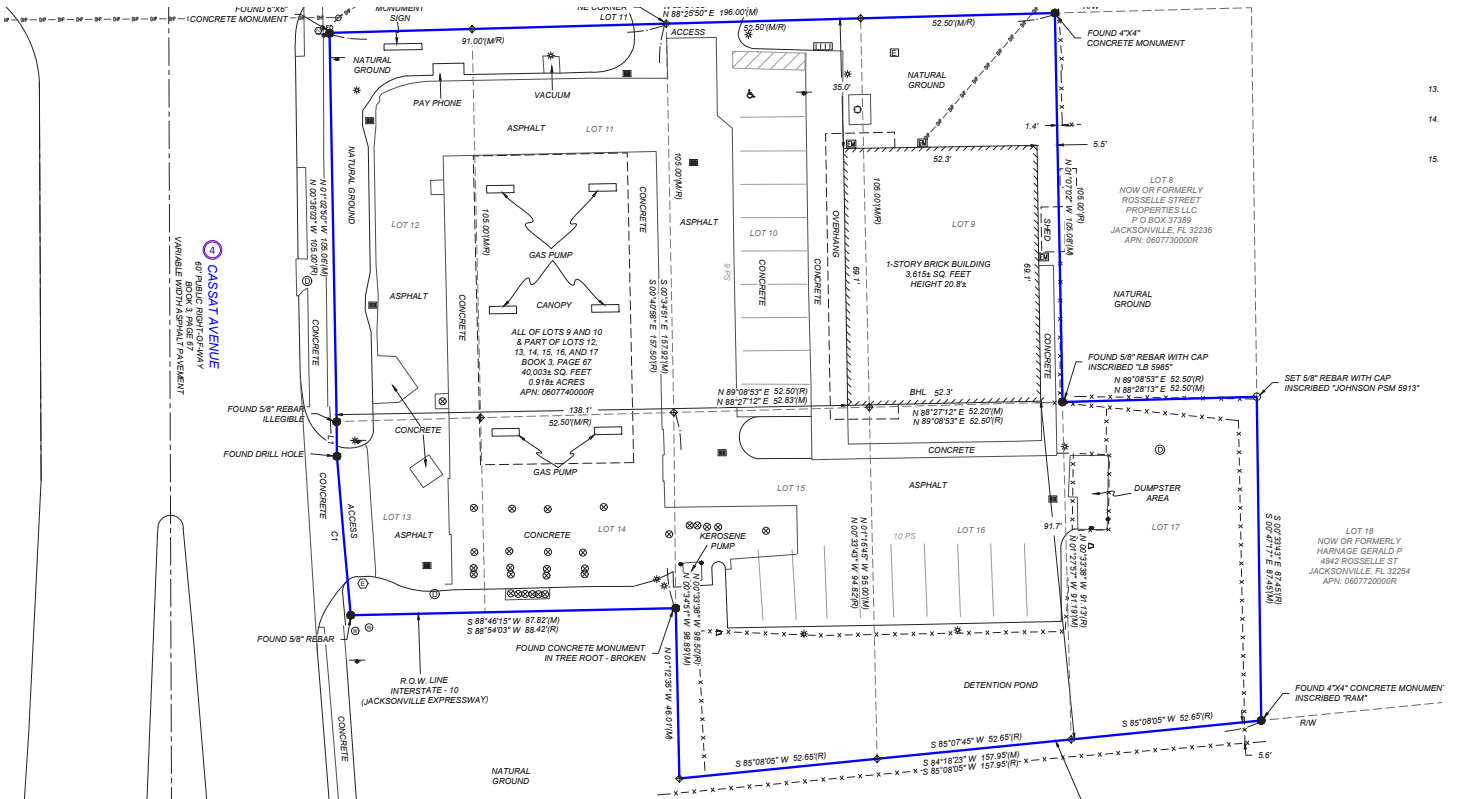 FOUND 6"X6"
CONCRETE MONUMENT
MONUMENT
SIGN
NE CORNER
LOT 11
N 88°25'50" E 196.00'(M)
52.50'(M/R)
52.50'(M/R)
91.00'(M/R)
ACCESS
R/W
FOUND 4"X4"
CONCRETE MONUMENT
NATURAL
GROUND
PAY PHONE
VACUUM
35.0'
NATURAL
GROUND
13.
14.
15.
ASPHALT
LOT 11
1.4'
5.5'
52.3'
NATURAL GROUND
N 01°02'50" W 105.06'(M)
N 00°36'03" W 105.00'(R)
LOT 12
105.00'(M/R)
CONCRETE
105.00'(M/R)
ASPHALT
LOT 10
OVERHANG
105.00'(M/R)
LOT 9
SHED
N 01°07'02" W 105.08'(M)
105.00'(R)
LOT 8
NOW OR FORMERLY
ROSSELLE STREET
PROPERTIES LLC
P O BOX 37389
JACKSONVILLE, FL 32236
APN: 0607730000R
4
CASSAT AVENUE
60' PUBLIC RIGHT-OF-WAY
BOOK 3, PAGE 67
VARIABLE WIDTH ASPHALT PAVEMENT
GAS PUMP
CANOPY
ASPHALT
CONCRETE
CONCRETE
S 00°34'51" E 157.92'(M)
S 00°40'58" E 157.50'(R)
9 PS
CONCRETE
CONCRETE
69.1'
1-STORY BRICK BUILDING
3,615± SQ. FEET
HEIGHT 20.8'±
69.1'
NATURAL
GROUND
ALL OF LOTS 9 AND 10
& PART OF LOTS 12,
13, 14, 15, 16, AND 17
BOOK 3, PAGE 67
40,003± SQ. FEET
0.918± ACRES
APN: 0607740000R
CONCRETE
FOUND 5/8" REBAR WITH CAP
INSCRIBED "LB 5985"
N 89°08'53" E 52.50'(R)
N 88°28'13" E 52.50'(M)
SET 5/8" REBAR WITH CAP
INSCRIBED "JOHNSON PSM 5913"
N 89°08'53" E 52.50'(R)
N 88°27'12" E 52.83'(M)
BHL
52.3'
N 88°27'12" E 52.20'(M)
N 89°08'53" E 52.50'(R)
138.1'
52.50'(M/R)
FOUND 5/8" REBAR
ILLEGIBLE
L1
CONCRETE
FOUND DRILL HOLE
GAS PUMP
CONCRETE
CONCRETE
ACCESS
C1
LOT 13
ASPHALT
CONCRETE
LOT 14
LOT 15
ASPHALT
10 PS
LOT 16
91.7'
DUMPSTER
AREA
LOT 17
KEROSENE
PUMP
N 01°16'45" W 95.00'(M)
N 00°33'43" W 94.82'(R)
N 00°33'38" W 91.13'(R)
N 01°27'57" W 91.19'(M)
S 00°33'43" E 87.45'(R)
S 00°47'17" E 87.45'(M)
LOT 18
NOW OR FORMERLY
HARNAGE GERALD P
4842 ROSSELLE ST
JACKSONVILLE, FL 32254
APN: 0607720000R
FOUND 5/8" REBAR
S 88°46'15" W 87.82'(M)
S 88°54'03" W 88.42'(R)
FOUND CONCRETE MONUMENT
IN TREE ROOT - BROKEN
N 00°33'38" W 98.50'(R)
N 00°34'51" W 98.89'(M)
R.O.W. LINE
INTERSTATE - 10
(JACKSONVILLE EXPRESSWAY)
N 01°12'35" W 46.01'(M)
CONCRETE
DETENTION POND
FOUND 4"X4" CONCRETE MONUMENT
INSCRIBED "RAM"
R/W
S 85°08'05" W 52.65'(R)
S 85°07'45" W 52.65'(R)
S 85°08'05" W 52.65'(R)
S 84°18'23" W 157.95'(M)
S 85°08'05" W 157.95'(R)
5.6'
NATURAL
GROUND